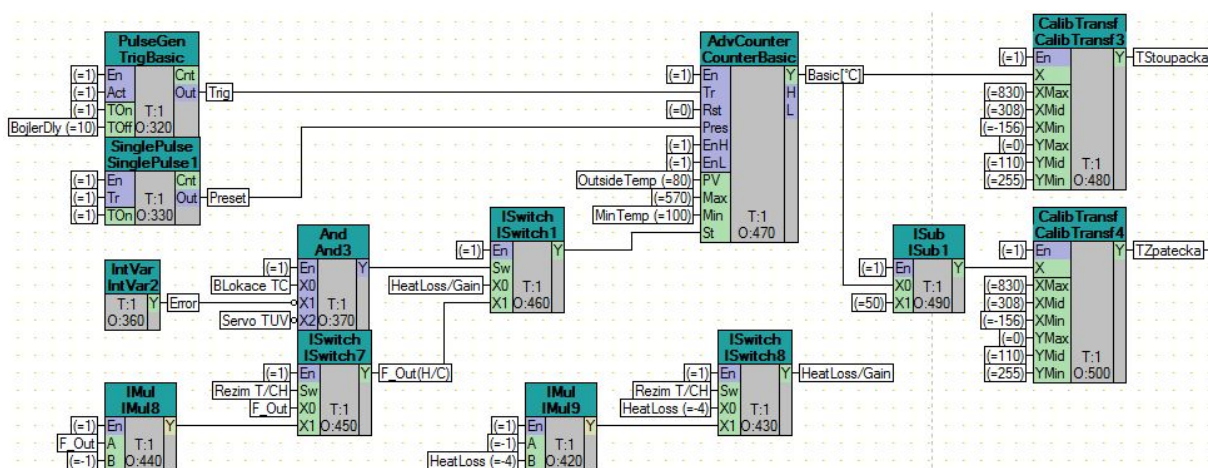 PulseGen
TrigBasic
(=1) En Cnt
(=1) Act Out Trig
(=1) TOn T:1
BojlerDly (=10) TOff O:320
SinglePulse
SinglePulse1
(=1) En Cnt
(=1) Tr T:1 Out Preset
(=1) TOn O:330
IntVar
IntVar2
T:1 Y Error
O:360
And
And3
(=1) En Y
BLokace TC X0
X1 T:1
Servo TUV X2 O:370
ISwitch
ISwitch1
(=1) En Y
Sw
HeatLoss/Gain X0 T:1
X1 O:460
ISwitch
ISwitch7
(=1) En Y F_Out(H/C)
Rezim T/CH Sw
F_Out X0 T:1
X1 O:450
IMul
IMul8
(=1) En Y
F_Out A T:1
(=-1) B O:440
IMul
IMul9
(=1) En Y
(=-1) A T:1
HeatLoss (=-4) B O:420
ISwitch
ISwitch8
(=1) En Y HeatLoss/Gain
Rezim T/CH Sw
HeatLoss (=-4) X0 T:1
X1 O:430
AdvCounter
CounterBasic
(=1) En Y Basic[°C]
Tr H
(=0) Rst L
Pres
(=1) EnH
(=1) EnL
OutsideTemp (=80) PV
(=570) Max
MinTemp (=100) Min T:1
St O:470
ISub
ISub1
(=1) En Y
X0 T:1
(=50) X1 O:490
CalibTransf
CalibTransf3
(=1) En Y TStoupacka
X
(=830) XMax
(=308) XMid
(=-156) XMin
(=0) YMax
(=110) YMid T:1
(=255) YMin O:480
CalibTransf
CalibTransf4
(=1) En Y TZpatecka
X
(=830) XMax
(=308) XMid
(=-156) XMin
(=0) YMax
(=110) YMid T:1
(=255) YMin O:500